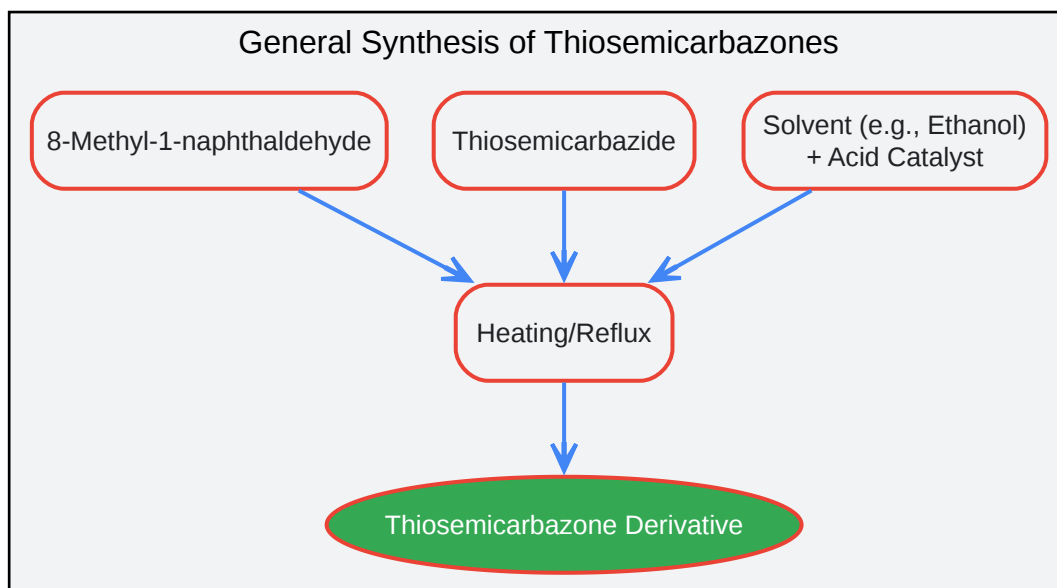 General Synthesis of Thiosemicarbazones
8-Methyl-1-naphthaldehyde
Thiosemicarbazide
Solvent (e.g., Ethanol)
+ Acid Catalyst
Heating/Reflux
Thiosemicarbazone Derivative